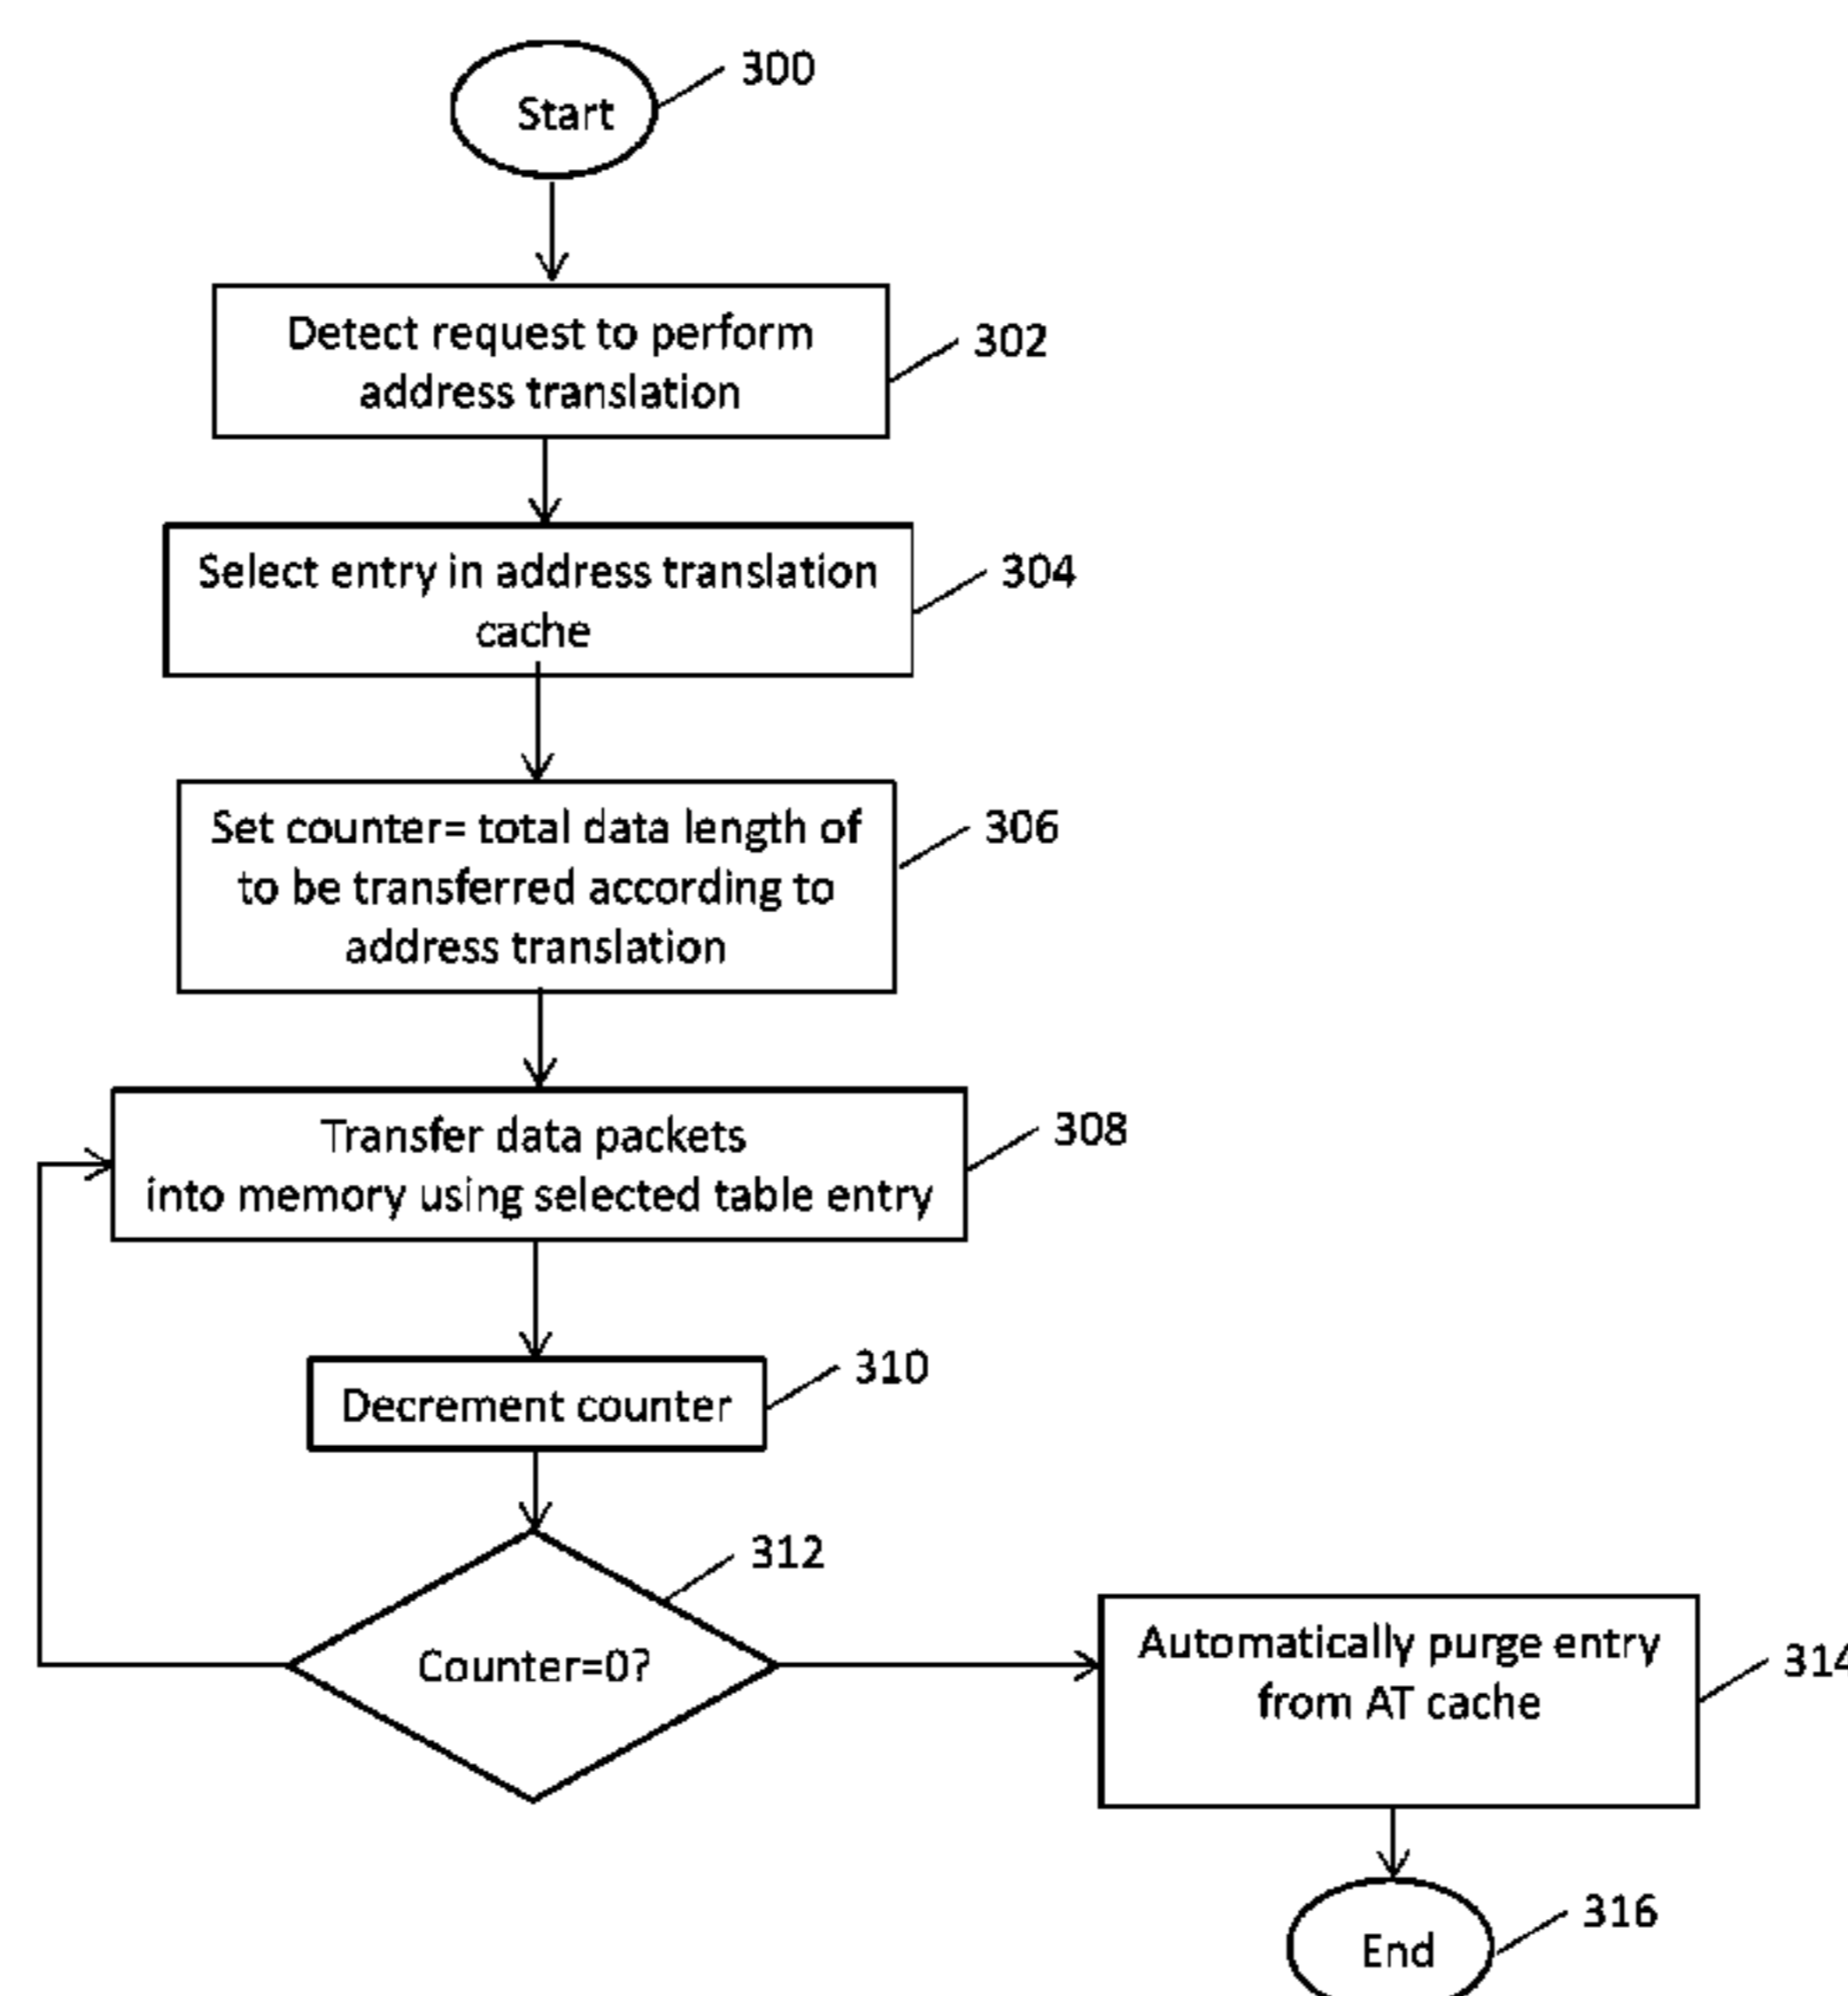 Start
300
Detect request to perform
address translation
302
Select entry in address translation
cache
304
Set counter= total data length of
to be transferred according to
address translation
306
Transfer data packets
into memory using selected table entry
308
Decrement counter
310
Counter=0?
312
Automatically purge entry
from AT cache
314
End
316